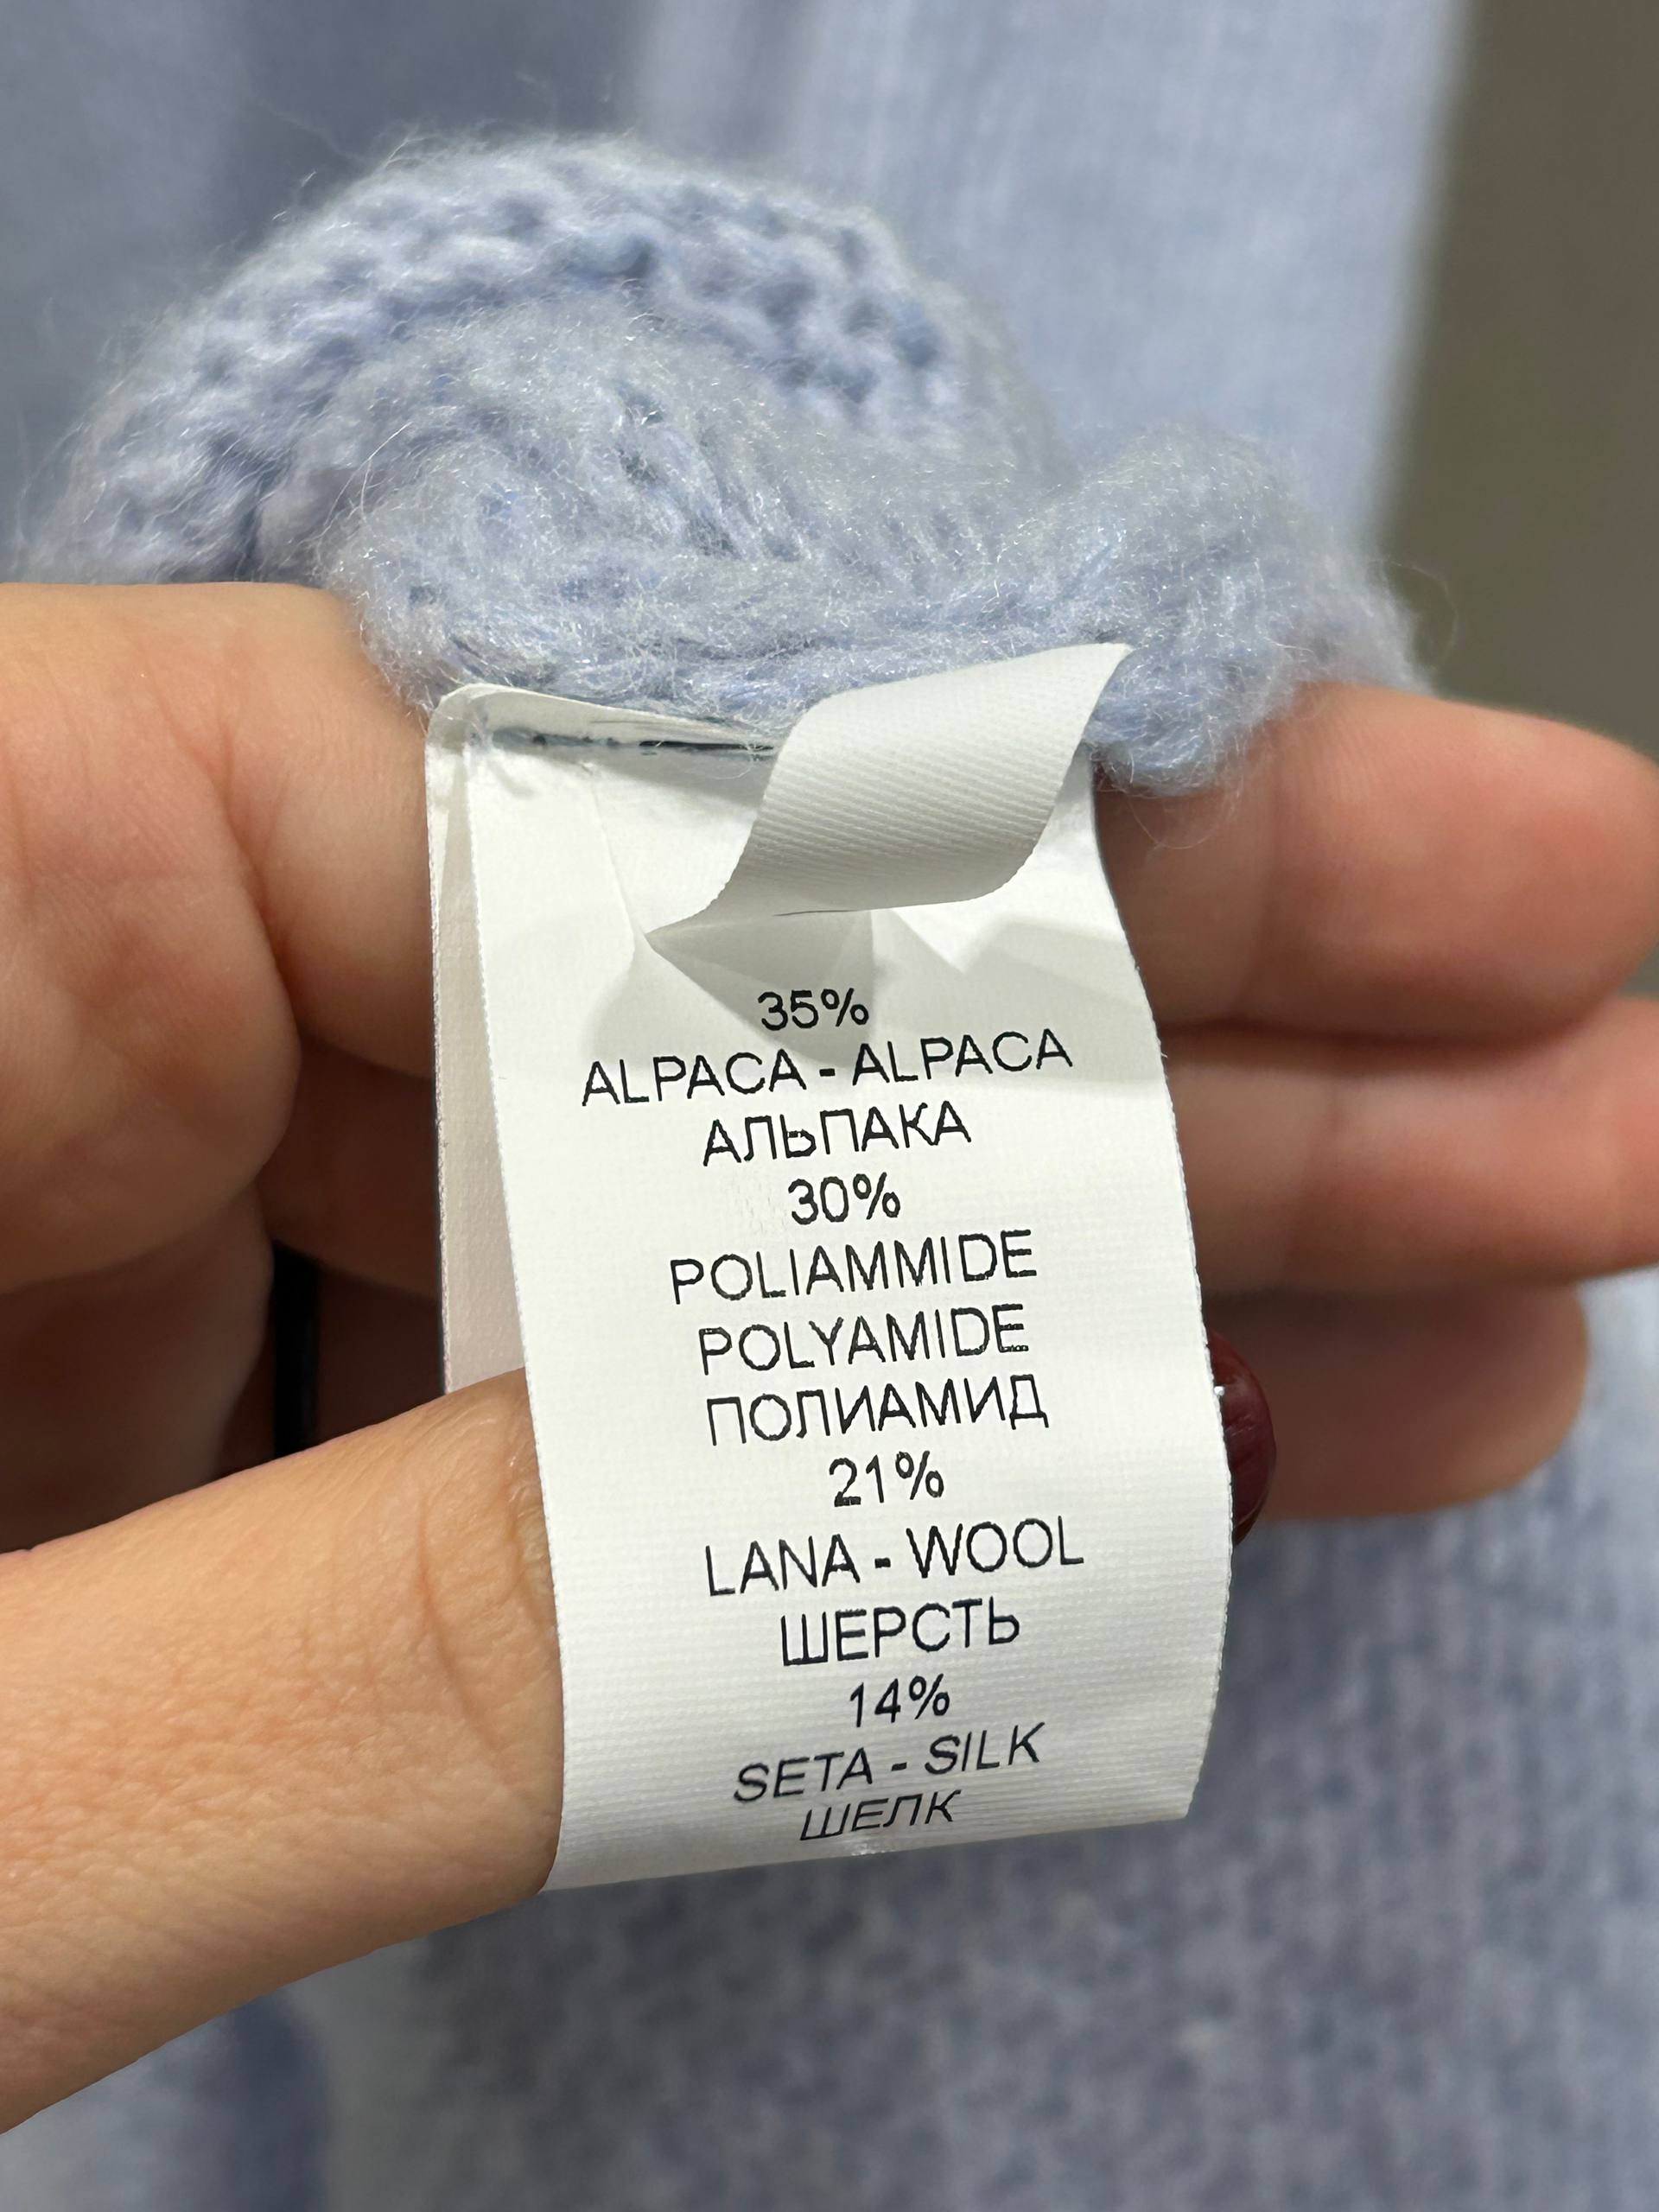 35%
ALPACA - ALPACA
АЛЬПАКА
30%
POLIAMMIDE
POLYAMIDE
ПОЛИАМИД
21%
LANA - WOOL
ШЕРСТЬ
14%
SETA - SILK
ШЕЛК